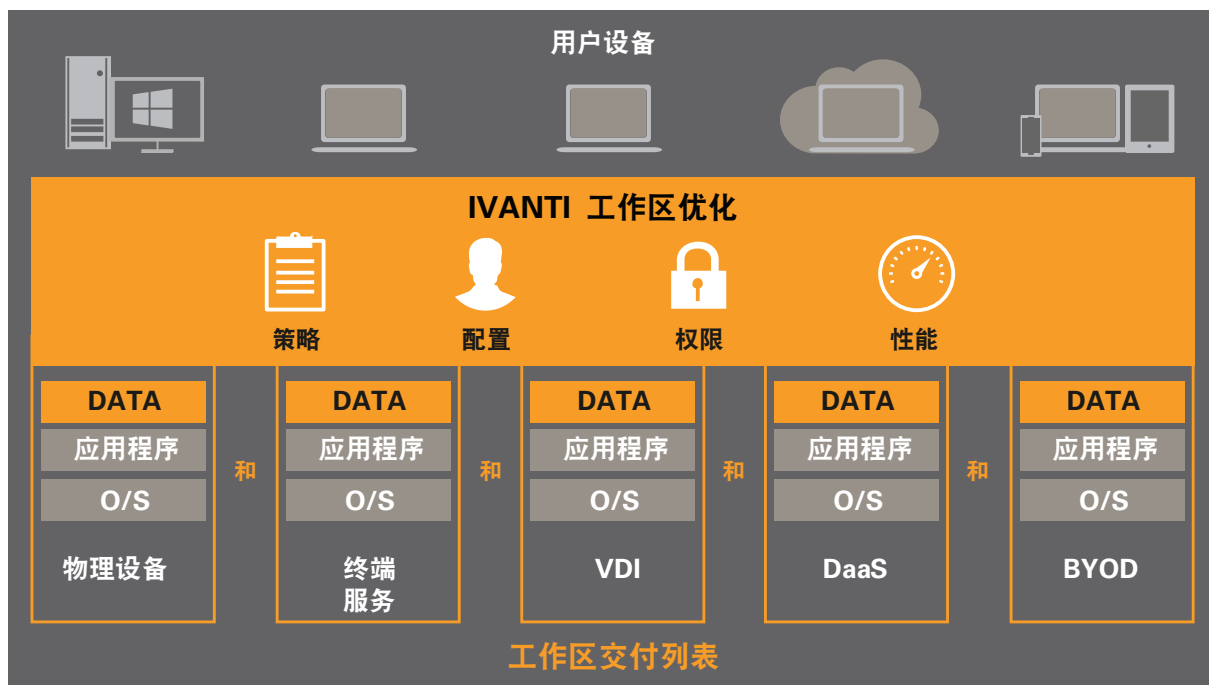 用户设备
IVANTI 工作区优化
策略 配置 权限 性能
DATA DATA DATA DATA DATA
应用程序 应用程序 应用程序 应用程序 应用程序
和 和 和 和
O/S O/S O/S O/S O/S
物理设备 终端 VDI DaaS BYOD
服务
工作区交付列表